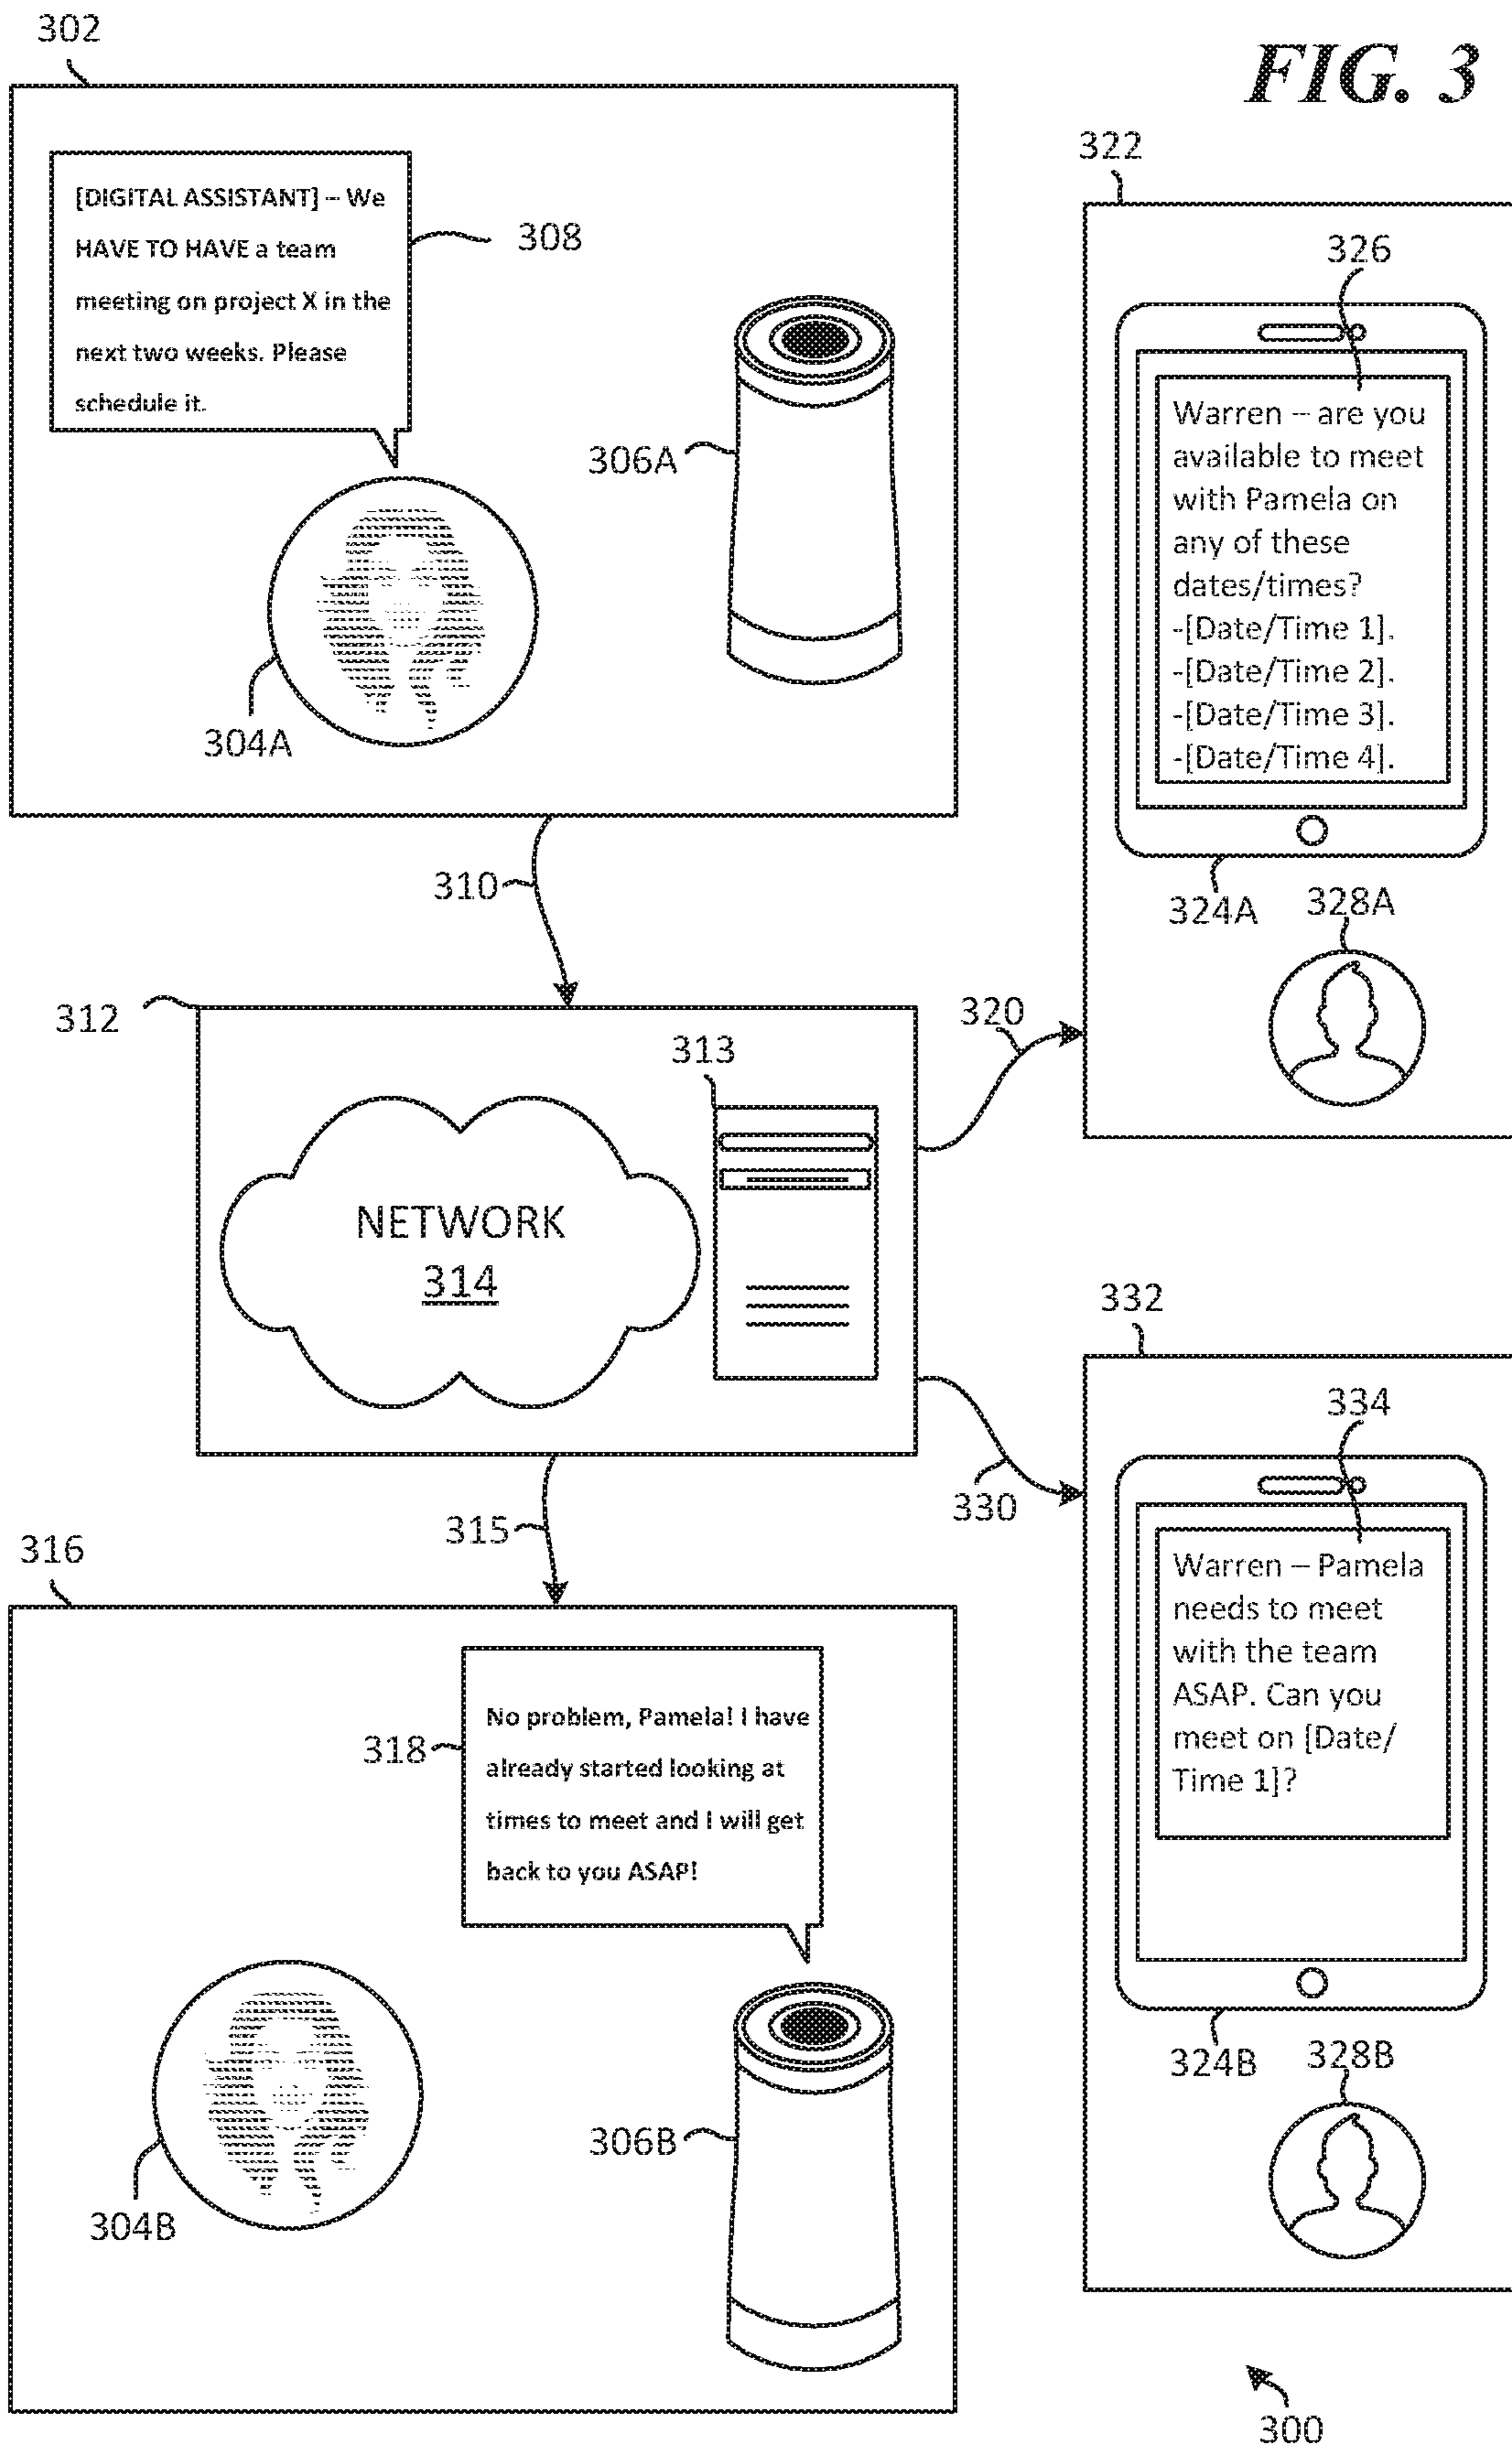 302
FIG. 3
[DIGITAL ASSISTANT] – We
HAVE TO HAVE a team
meeting on project X in the
next two weeks. Please
schedule it.
308
306A
304A
322
326
Warren – are you
available to meet
with Pamela on
any of these
dates/times?
-[Date/Time 1].
-[Date/Time 2].
-[Date/Time 3].
-[Date/Time 4].
324A
328A
310
312
313
NETWORK
314
320
330
315
316
318
No problem, Pamela! I have
already started looking at
times to meet and I will get
back to you ASAP!
306B
304B
332
334
Warren – Pamela
needs to meet
with the team
ASAP. Can you
meet on [Date/
Time 1]?
324B
328B
300